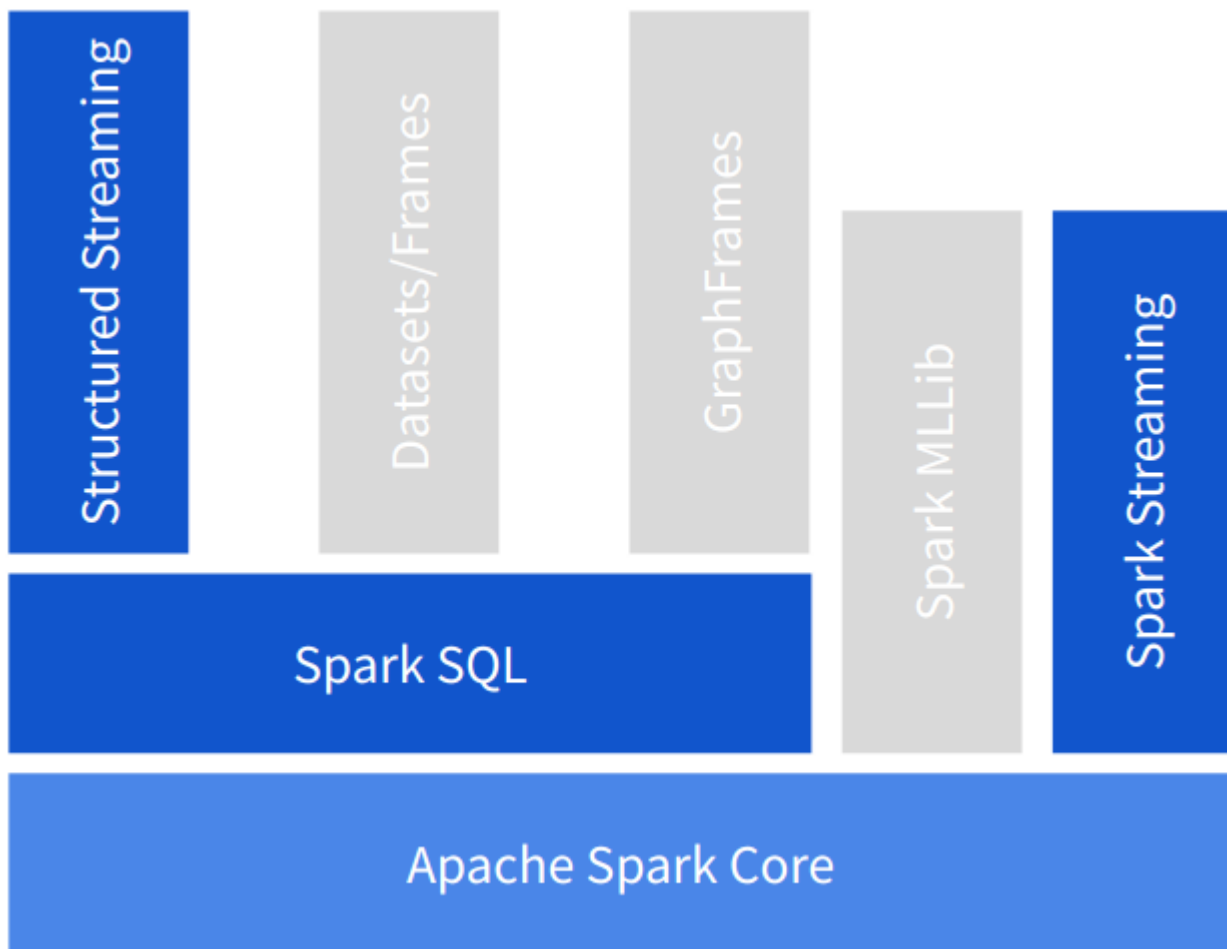 Structured Streaming
Datasets/Frames
GraphFrames
Spark MLLib
Spark Streaming
Spark SQL
Apache Spark Core